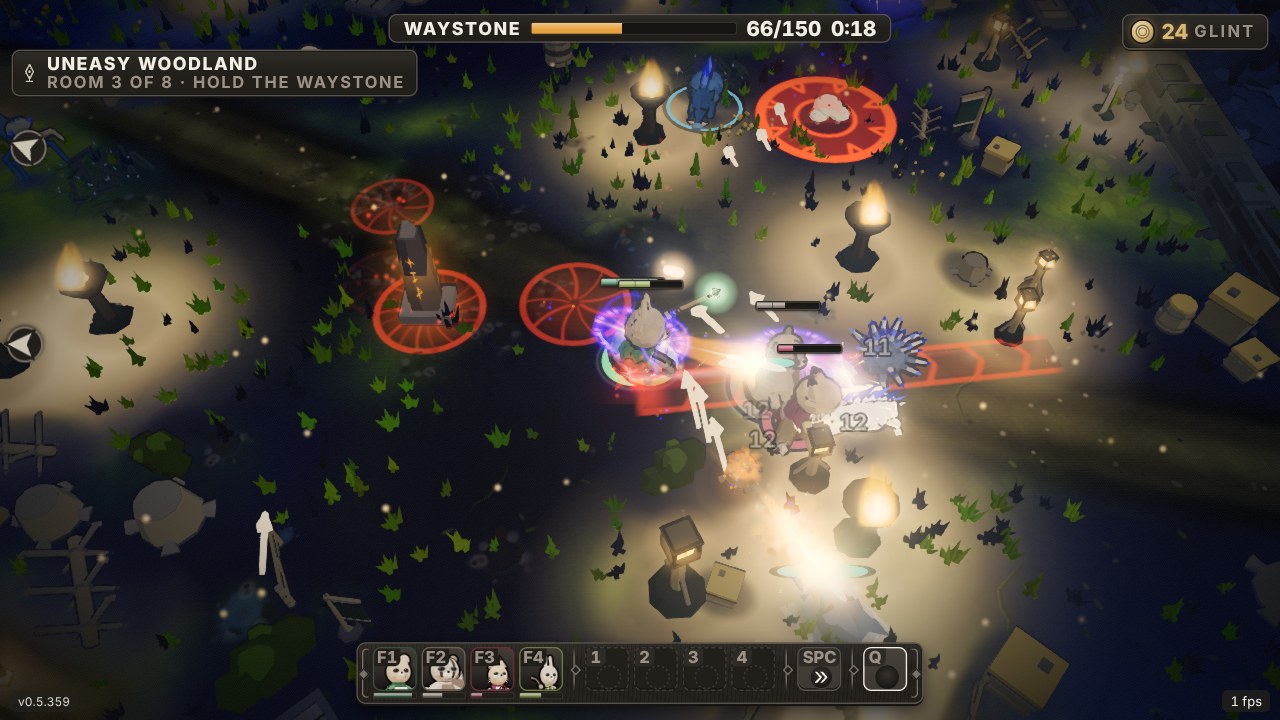 WAYSTONE 66/150 0:18
24 GLINT
UNEASY WOODLAND
ROOM 3 OF 8 · HOLD THE WAYSTONE
11
12
12
12
F1 F2 F3 F4 1 2 3 4 SPC Q
v0.5.359
1 fps